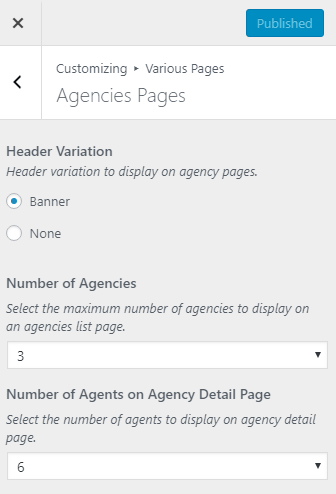 Published
Customizing ▸ Various Pages
Agencies Pages
Header Variation
Header variation to display on agency pages.
Banner
None
Number of Agencies
Select the maximum number of agencies to display on
an agencies list page.
3
Number of Agents on Agency Detail Page
Select the number of agents to display on agency detail
page.
6